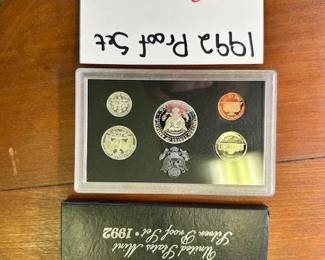 1992 Proof Set
United States Mint
Silver Proof Set® 1992